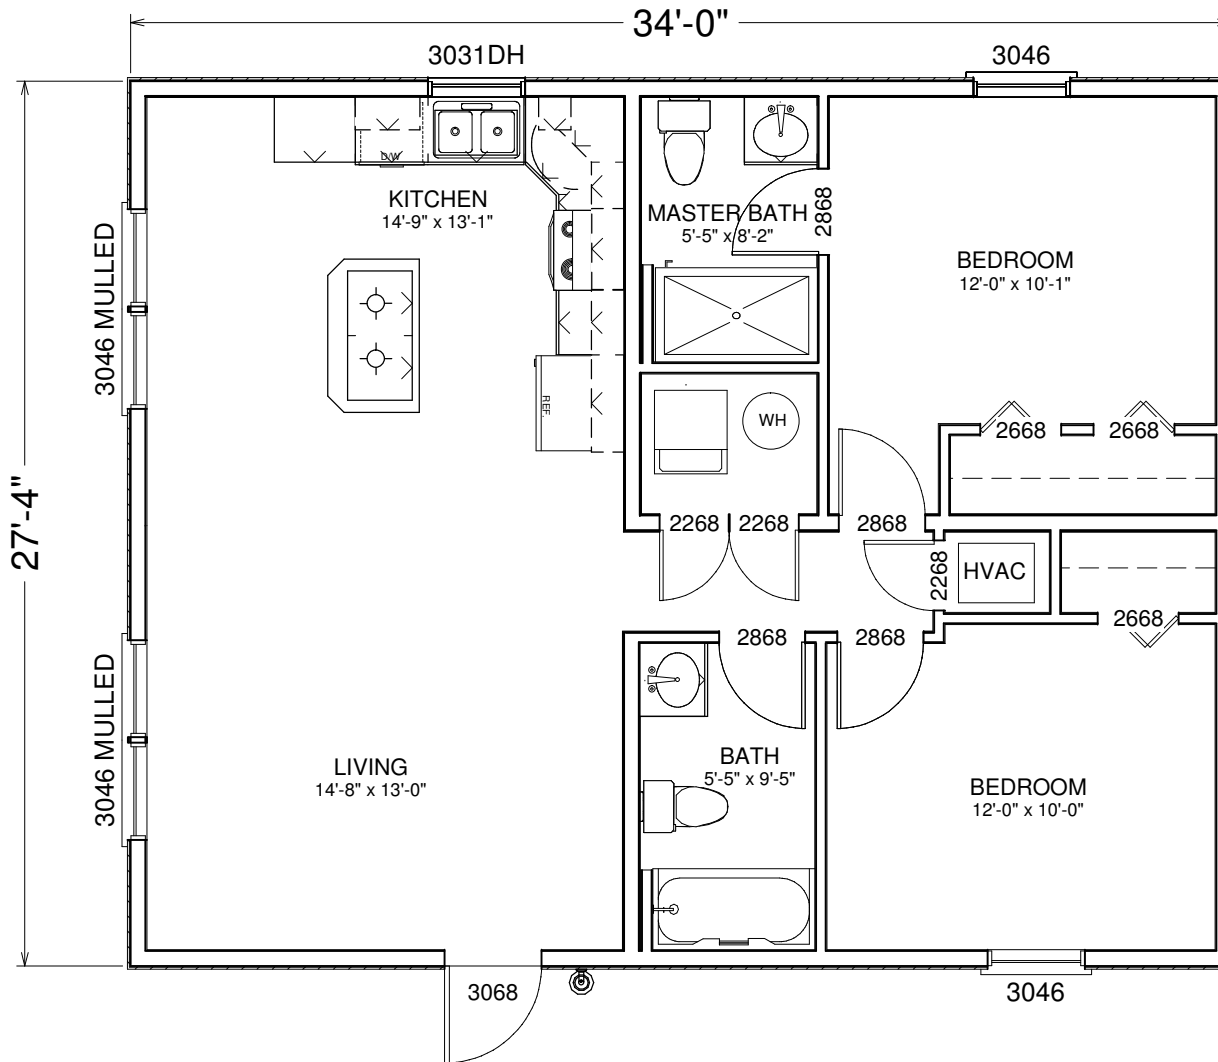 34'-0"
3031DH
3046
D/W
KITCHEN
14'-9" x 13'-1"
MASTER BATH
5'-5" x 8'-2"
2868
BEDROOM
12'-0" x 10'-1"
3046 MULLED
REF.
WH
2668
2668
27'-4"
2268
2268
2868
2268
HVAC
2868
2868
2668
3046 MULLED
LIVING
14'-8" x 13'-0"
BATH
5'-5" x 9'-5"
BEDROOM
12'-0" x 10'-0"
3068
3046